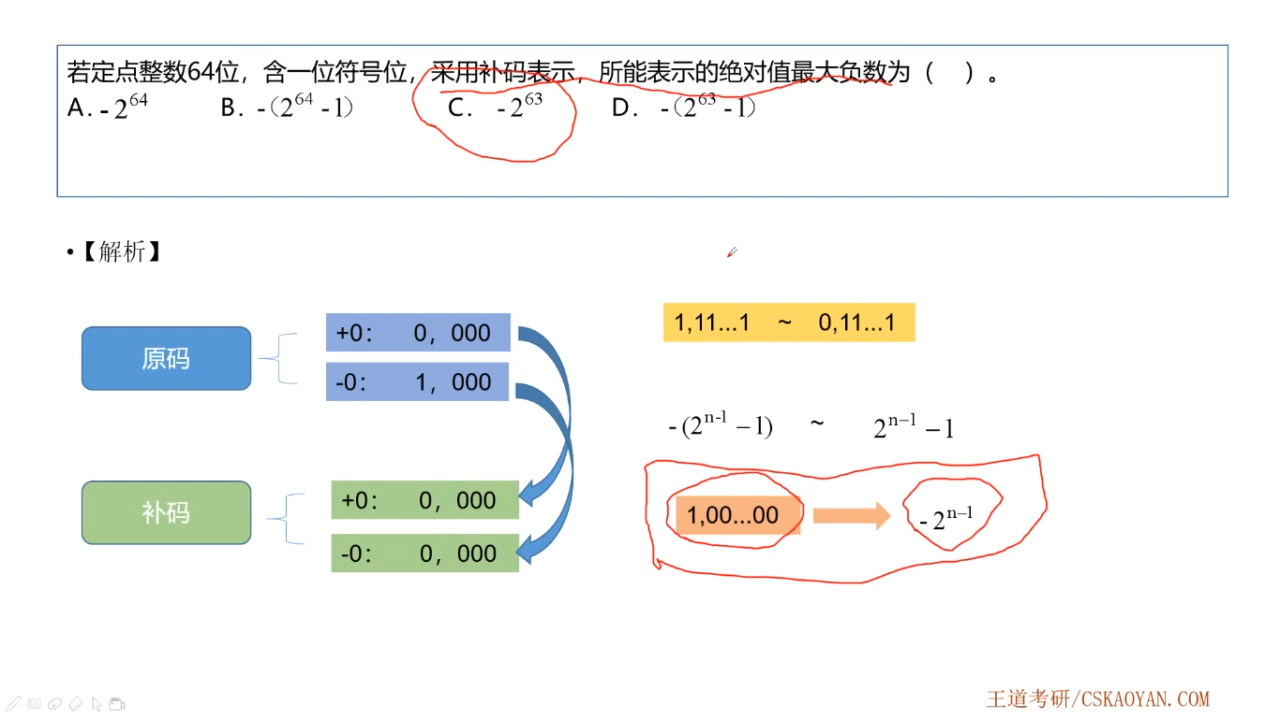 若定点整数64位，含一位符号位，采用补码表示，所能表示的绝对值最大负数为（ ）。
A. -2^64 B. -（2^64 -1） C. -2^63 D. -（2^63 -1）
•【解析】
原码
+0： 0，000
-0： 1，000
1,11...1 ~ 0,11...1
-(2^n-1 −1) ~ 2^n−1 −1
补码
+0： 0，000
-0： 0，000
1,00...00
-2^n−1
王道考研/CSKAOYAN.COM